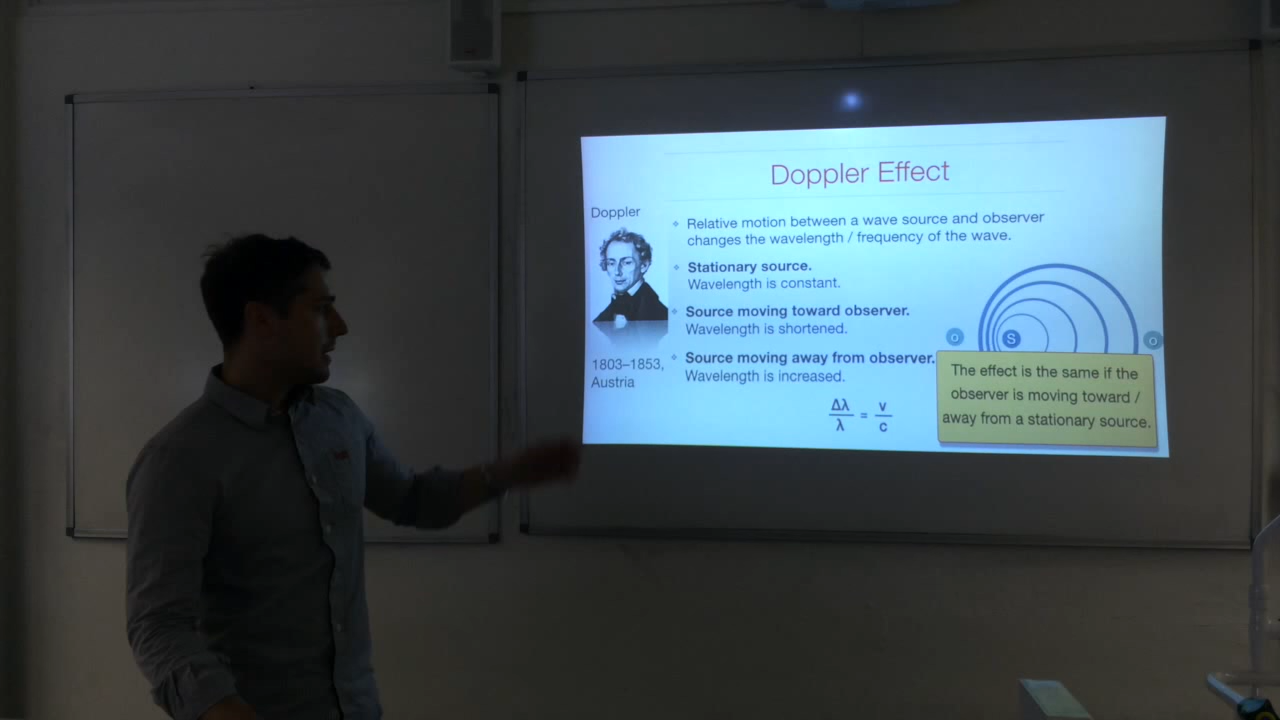 Doppler Effect
Doppler
Relative motion between a wave source and observer
changes the wavelength / frequency of the wave.
Stationary source.
Wavelength is constant.
Source moving toward observer.
Wavelength is shortened.
Source moving away from observer.
Wavelength is increased.
1803–1853,
Austria
Δλ/λ = v/c
O S O
The effect is the same if the
observer is moving toward /
away from a stationary source.